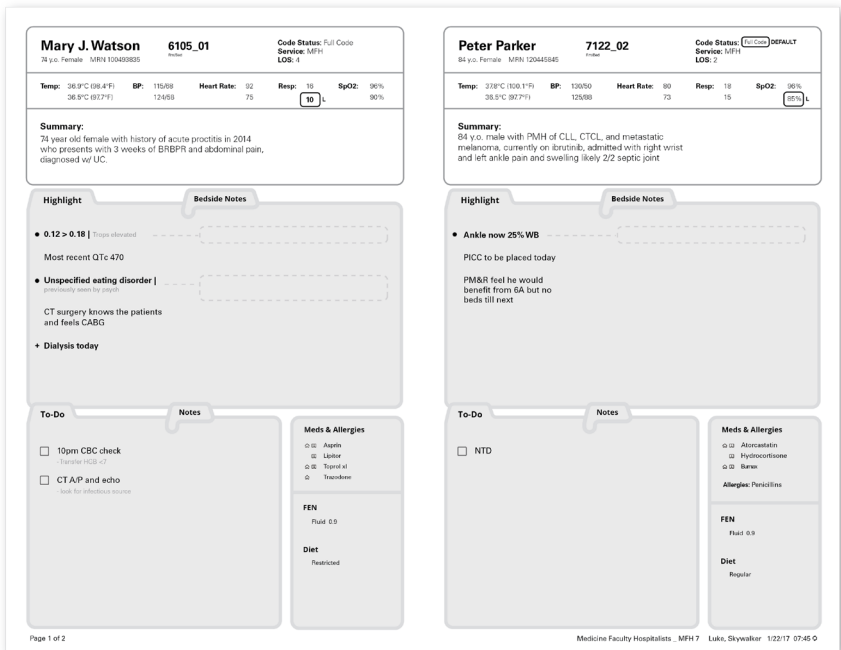 Mary J. Watson 6105_01 Code Status: Full Code
Service: MFH
74 y.o. Female MRN 100493835 LOS: 4
Temp: 36.9°C (98.4°F) BP: 115/68 Heart Rate: 92 Resp: 16 SpO2: 96%
36.5°C (97.7°F) 124/56 75 10 L 90%
Summary:
74 year old female with history of acute proctitis in 2014
who presents with 3 weeks of BRBPR and abdominal pain,
diagnosed w/ UC.
Highlight Bedside Notes
0.12 > 0.18 | Trops elevated
Most recent QTc 470
Unspecified eating disorder |
previously seen by psych
CT surgery knows the patients
and feels CABG
+ Dialysis today
To-Do Notes
10pm CBC check
- Transfer HGB <7
CT A/P and echo
- look for infectious source
Meds & Allergies
Asprin
Lipitor
Toprol xl
Trazodone
FEN
Fluid 0.9
Diet
Restricted
Peter Parker 7122_02 Code Status: Full Code DEFAULT
Service: MFH
84 y.o. Female MRN 120445845 LOS: 2
Temp: 37.8°C (100.1°F) BP: 130/50 Heart Rate: 80 Resp: 18 SpO2: 96%
36.5°C (97.7°F) 125/88 73 15 85% L
Summary:
84 y.o. male with PMH of CLL, CTCL, and metastatic
melanoma, currently on ibrutinib, admitted with right wrist
and left ankle pain and swelling likely 2/2 septic joint
Highlight Bedside Notes
Ankle now 25% WB
PICC to be placed today
PM&R feel he would
benefit from 6A but no
beds till next
To-Do Notes
NTD
Meds & Allergies
Atorcastatin
Hydrocortisone
Bumex
Allergies: Penicillins
FEN
Fluid 0.9
Diet
Regular
Page 1 of 2 Medicine Faculty Hospitalists _ MFH 7 Luke, Skywalker 1/22/17 07:45